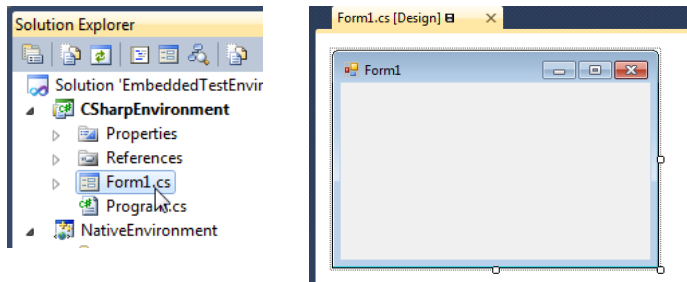 Solution Explorer
Solution 'EmbeddedTestEnvir
CSharpEnvironment
Properties
References
Form1.cs
Program.cs
NativeEnvironment
Form1.cs [Design]
Form1